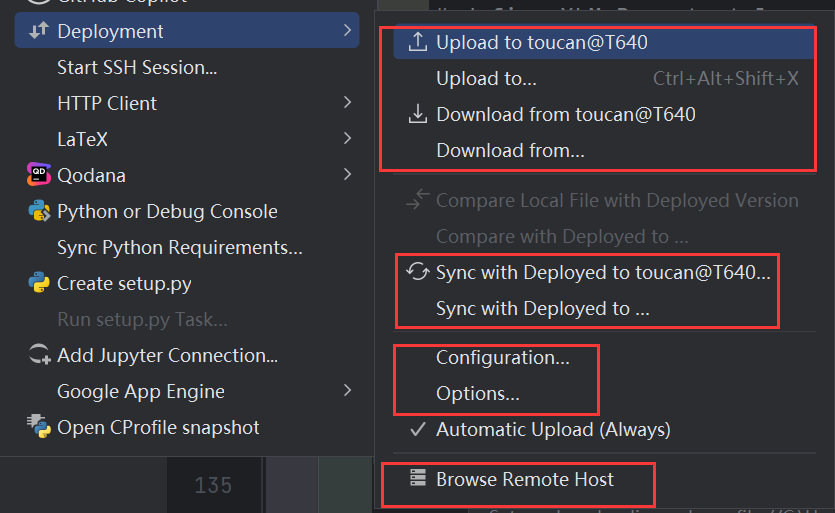 GitHub Copilot
Deployment
Start SSH Session...
HTTP Client
LaTeX
Qodana
Python or Debug Console
Sync Python Requirements...
Create setup.py
Run setup.py Task...
Add Jupyter Connection...
Google App Engine
Open CProfile snapshot
135
Upload to toucan@T640
Upload to... Ctrl+Alt+Shift+X
Download from toucan@T640
Download from...
Compare Local File with Deployed Version
Compare with Deployed to ...
Sync with Deployed to toucan@T640...
Sync with Deployed to ...
Configuration...
Options...
Automatic Upload (Always)
Browse Remote Host